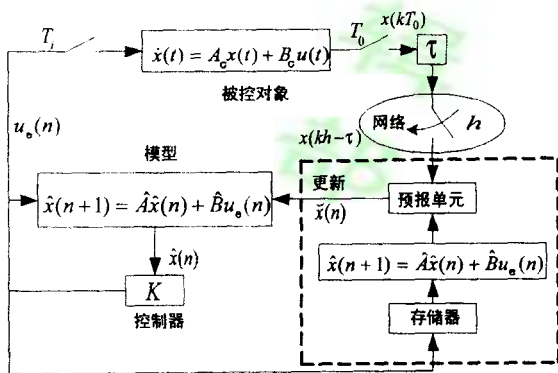 T_i
ẋ(t) = A_c x(t) + B_c u(t)
T_0
x(kT_0)
τ
被控对象
u_e(n)
网络
h
x(kh-τ)
模型
更新
预报单元
x̂(n+1) = Âx̂(n) + B̂u_e(n)
x̆(n)
x̂(n)
x̂(n+1) = Âx̂(n) + B̂u_e(n)
K
控制器
存储器